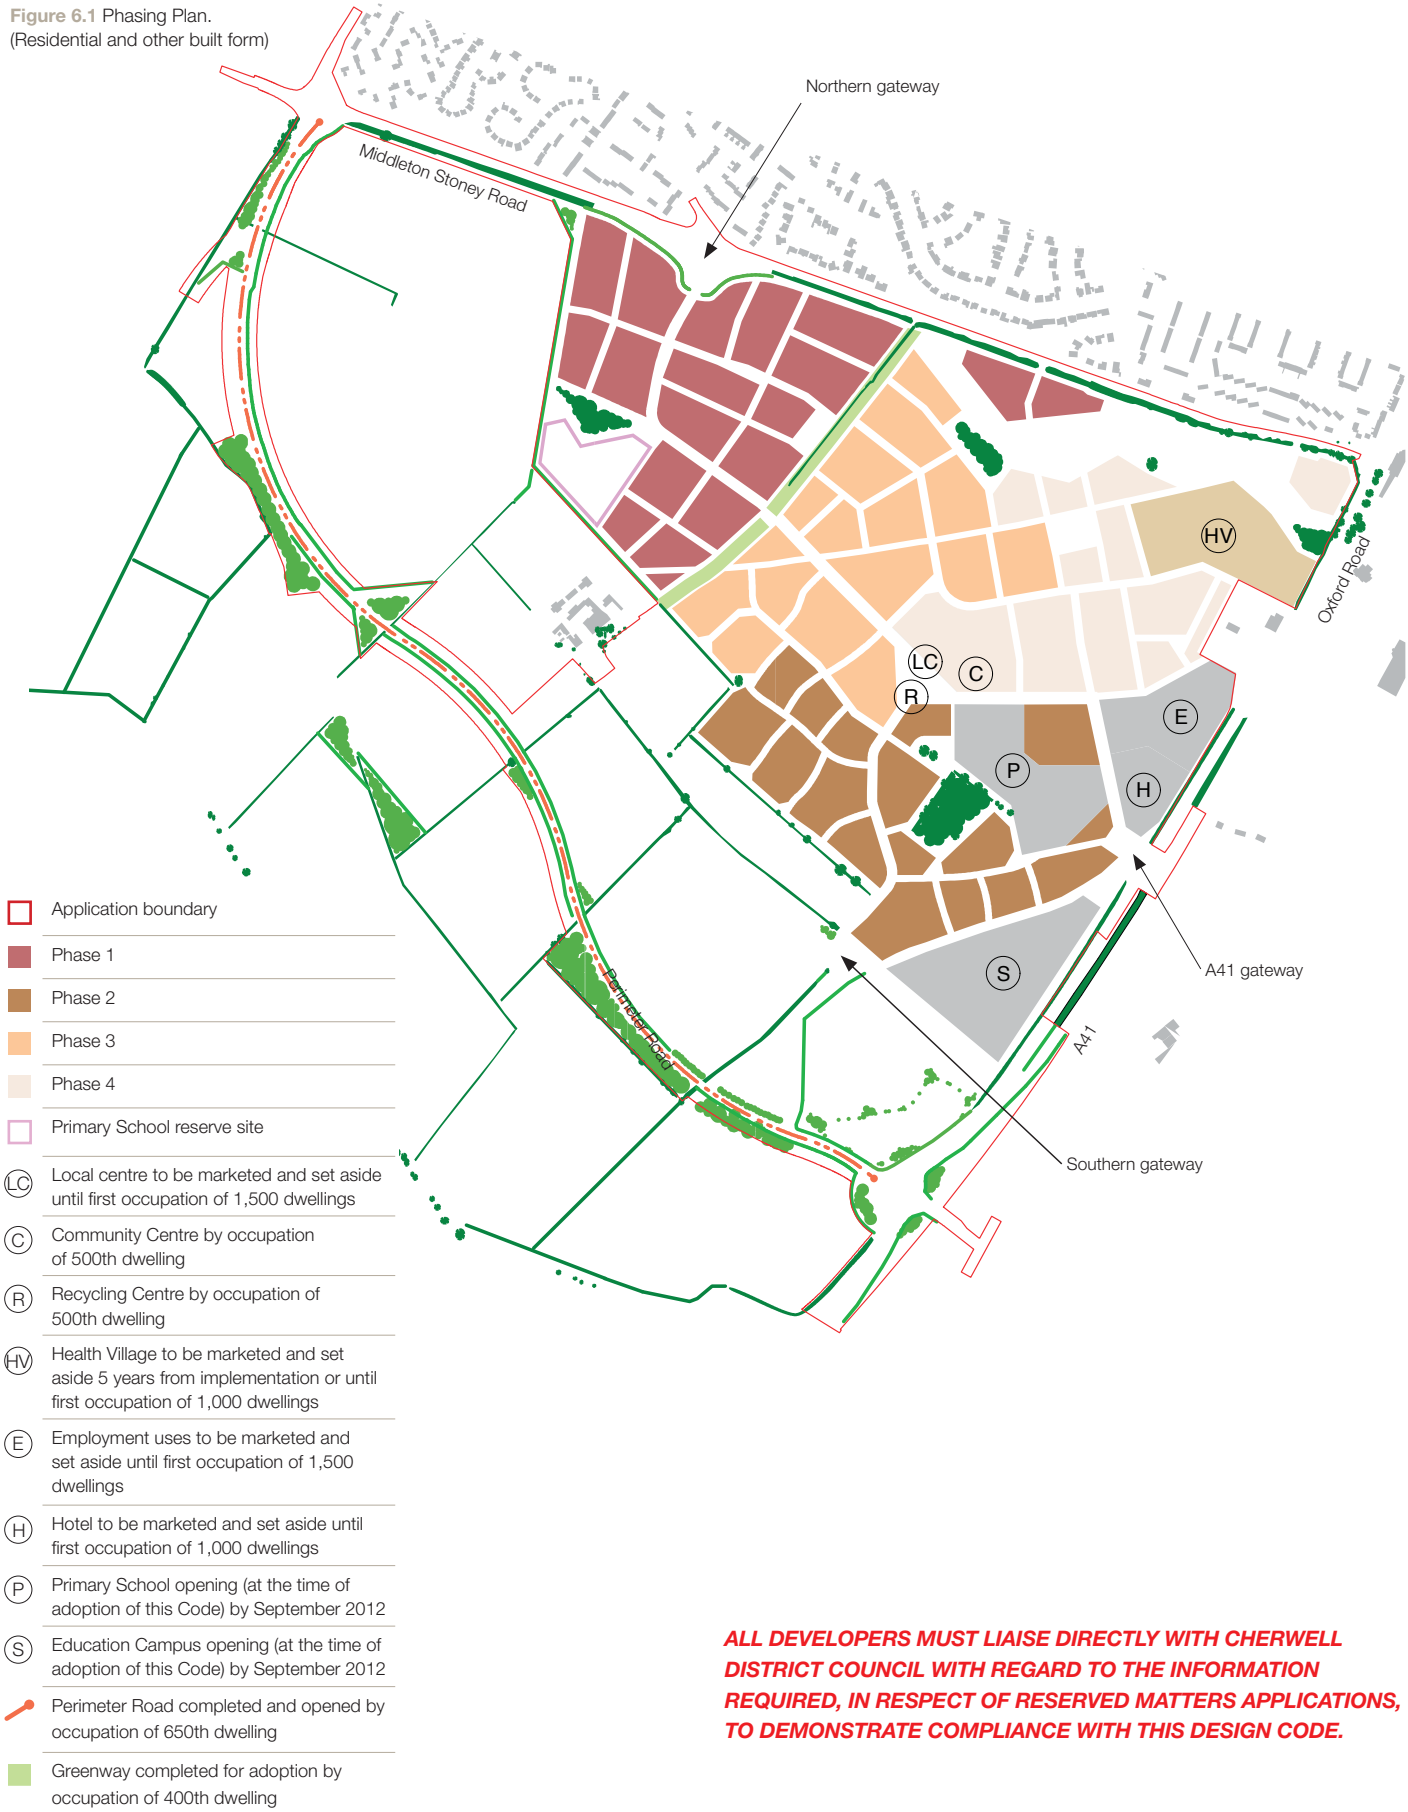 Figure 6.1 Phasing Plan.
(Residential and other built form)
Northern gateway
Middleton Stoney Road
HV
Oxford Road
LC
C
R
E
P
H
A41 gateway
S
A41
Perimeter Road
Southern gateway
Application boundary
Phase 1
Phase 2
Phase 3
Phase 4
Primary School reserve site
LC
Local centre to be marketed and set aside
until first occupation of 1,500 dwellings
C
Community Centre by occupation
of 500th dwelling
R
Recycling Centre by occupation of
500th dwelling
HV
Health Village to be marketed and set
aside 5 years from implementation or until
first occupation of 1,000 dwellings
E
Employment uses to be marketed and
set aside until first occupation of 1,500
dwellings
H
Hotel to be marketed and set aside until
first occupation of 1,000 dwellings
P
Primary School opening (at the time of
adoption of this Code) by September 2012
S
Education Campus opening (at the time of
adoption of this Code) by September 2012
Perimeter Road completed and opened by
occupation of 650th dwelling
Greenway completed for adoption by
occupation of 400th dwelling
ALL DEVELOPERS MUST LIAISE DIRECTLY WITH CHERWELL
DISTRICT COUNCIL WITH REGARD TO THE INFORMATION
REQUIRED, IN RESPECT OF RESERVED MATTERS APPLICATIONS,
TO DEMONSTRATE COMPLIANCE WITH THIS DESIGN CODE.